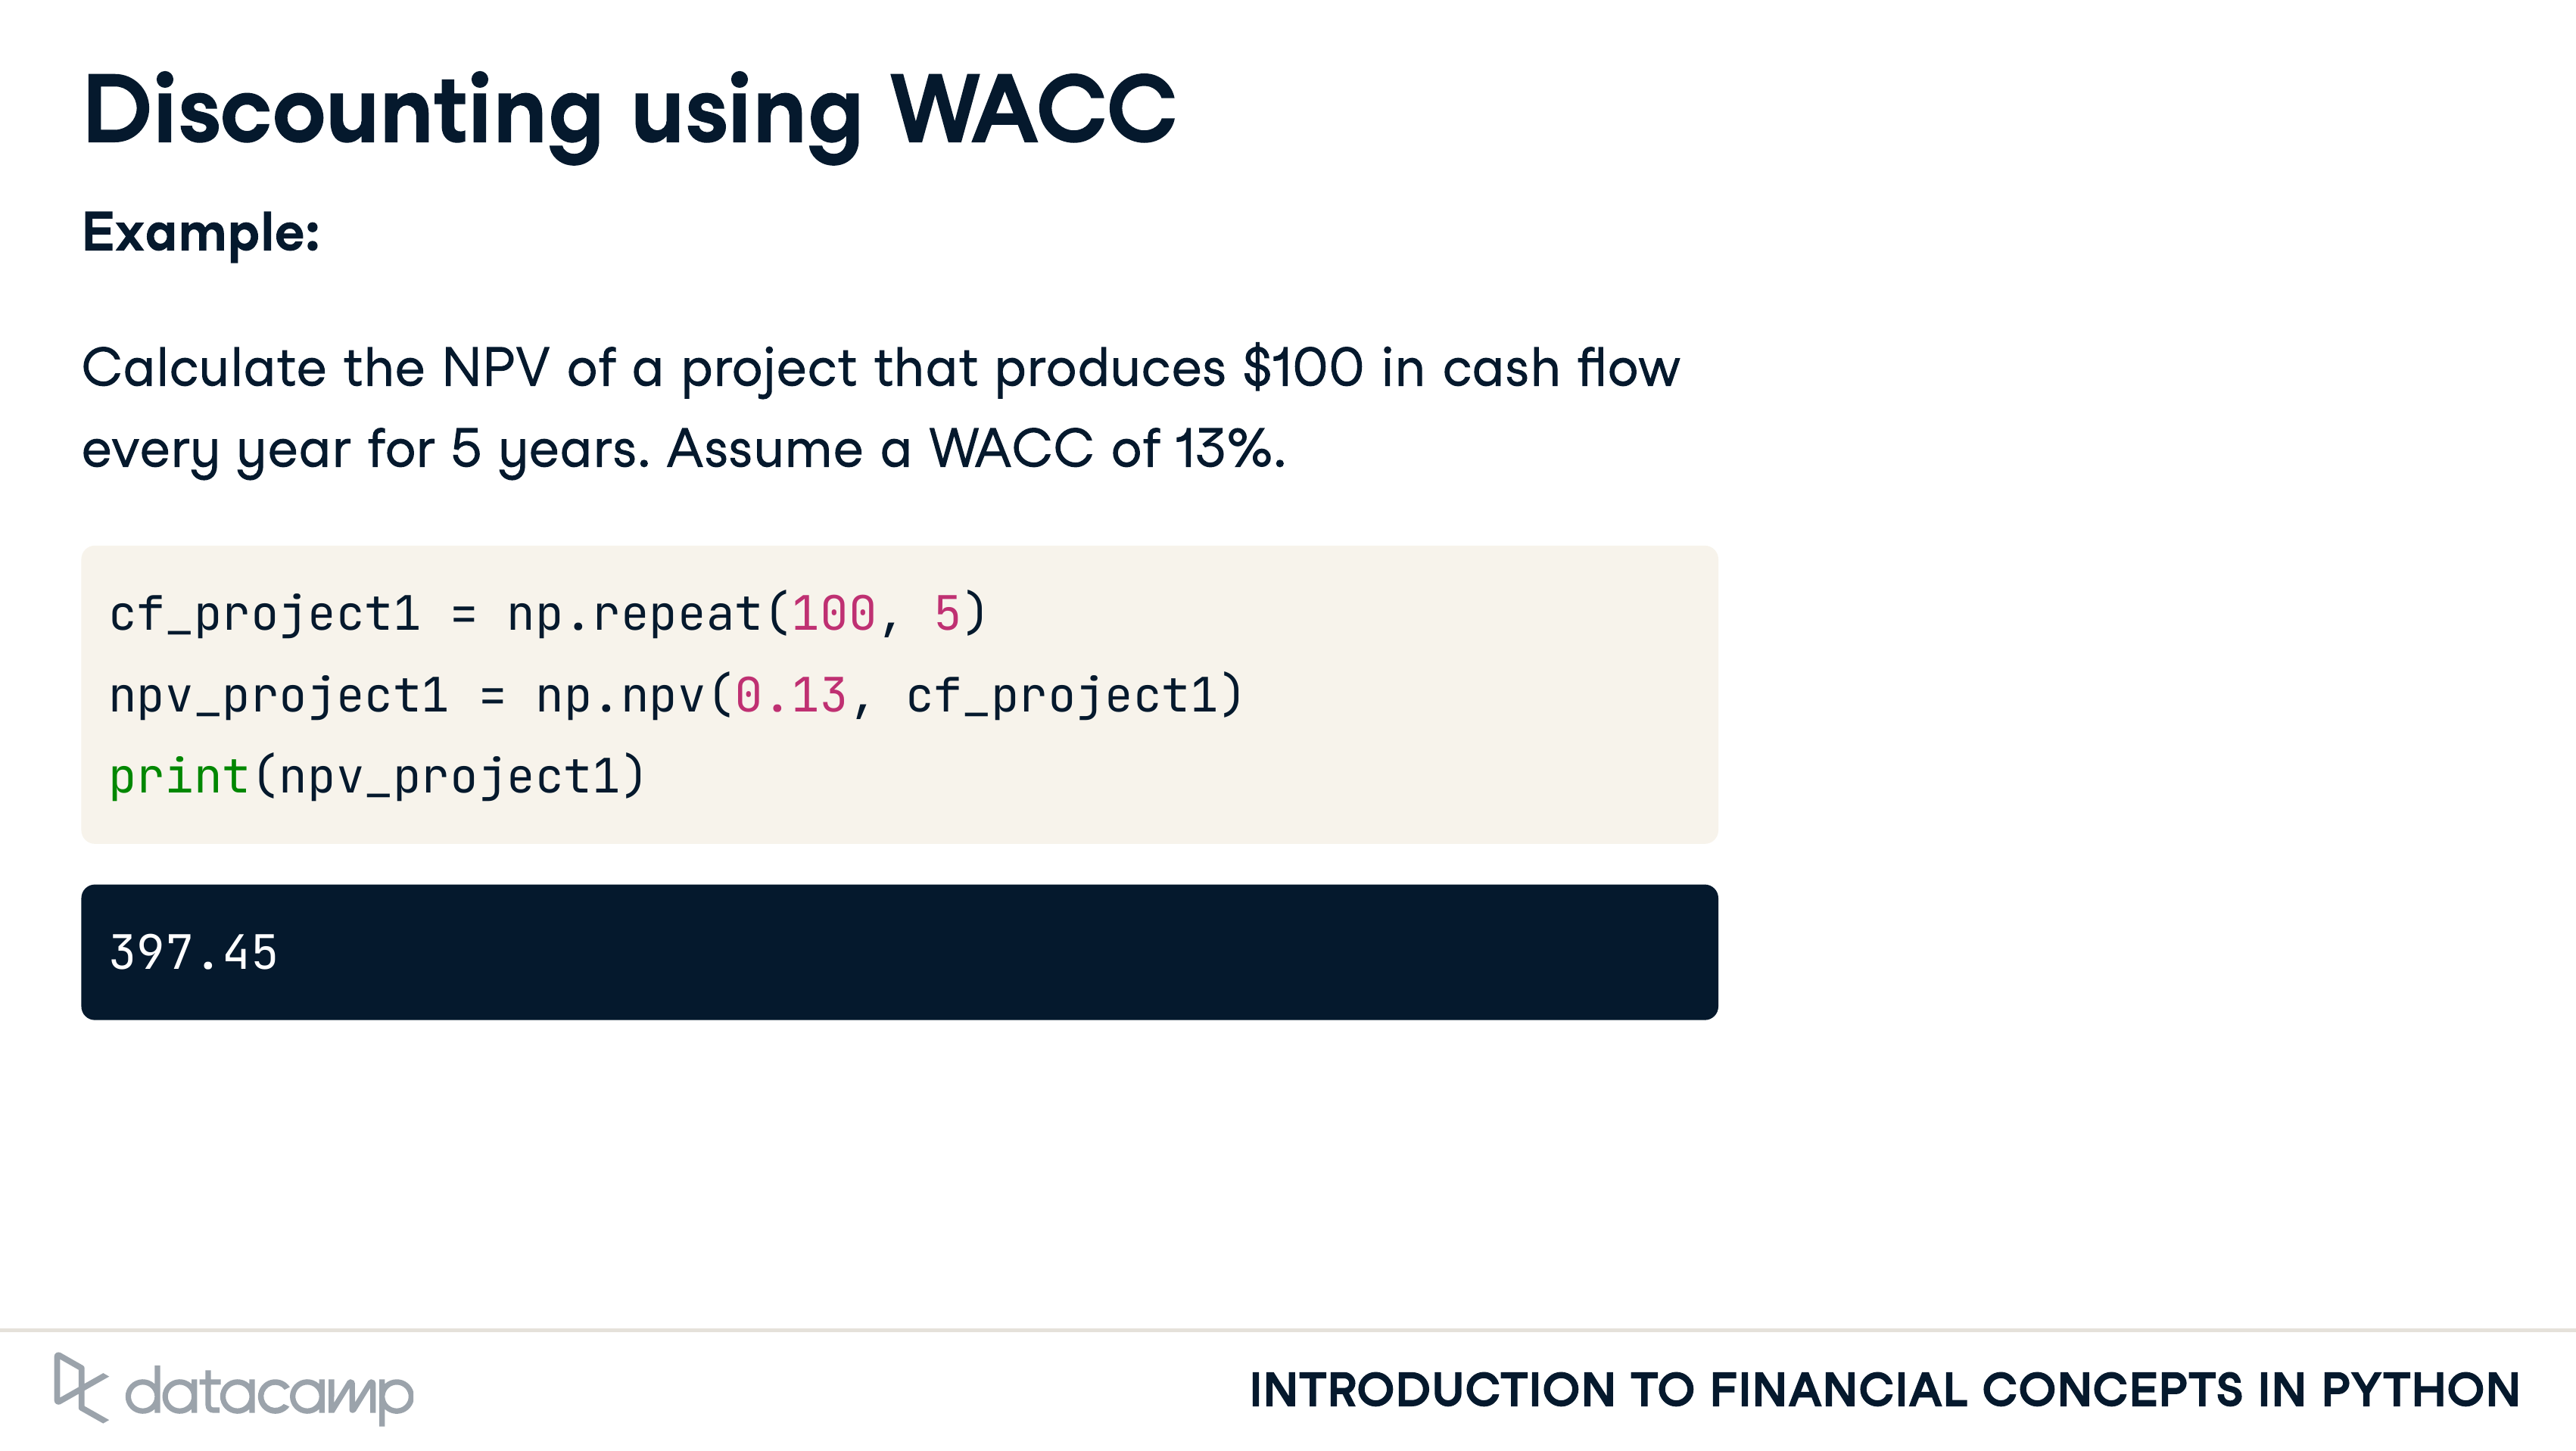 Discounting using WACC
Example:
Calculate the NPV of a project that produces $100 in cash flow
every year for 5 years. Assume a WACC of 13%.
cf_project1 = np.repeat(100, 5)
npv_project1 = np.npv(0.13, cf_project1)
print(npv_project1)
397.45
datacamp
INTRODUCTION TO FINANCIAL CONCEPTS IN PYTHON